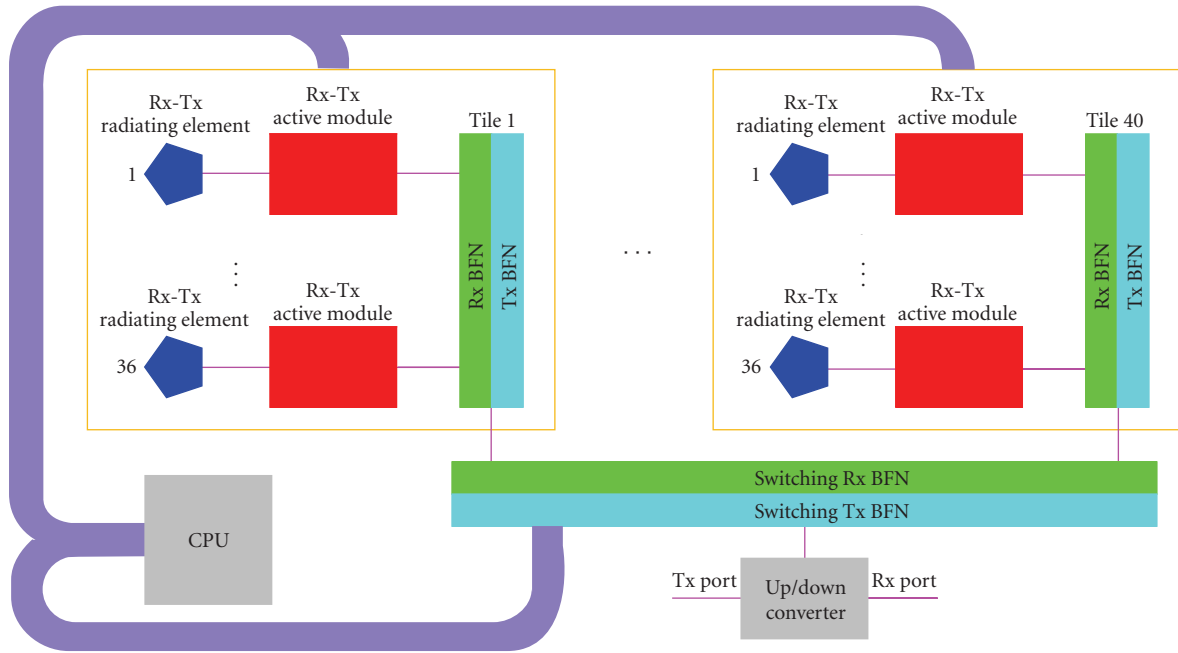 Rx-Tx
radiating element
Rx-Tx
active module
Tile 1
1
Rx BFN
Tx BFN
⋮
Rx-Tx
radiating element
Rx-Tx
active module
36
. . .
Rx-Tx
radiating element
Rx-Tx
active module
Tile 40
1
Rx BFN
Tx BFN
⋮
Rx-Tx
radiating element
Rx-Tx
active module
36
Switching Rx BFN
Switching Tx BFN
CPU
Tx port
Up/down
converter
Rx port